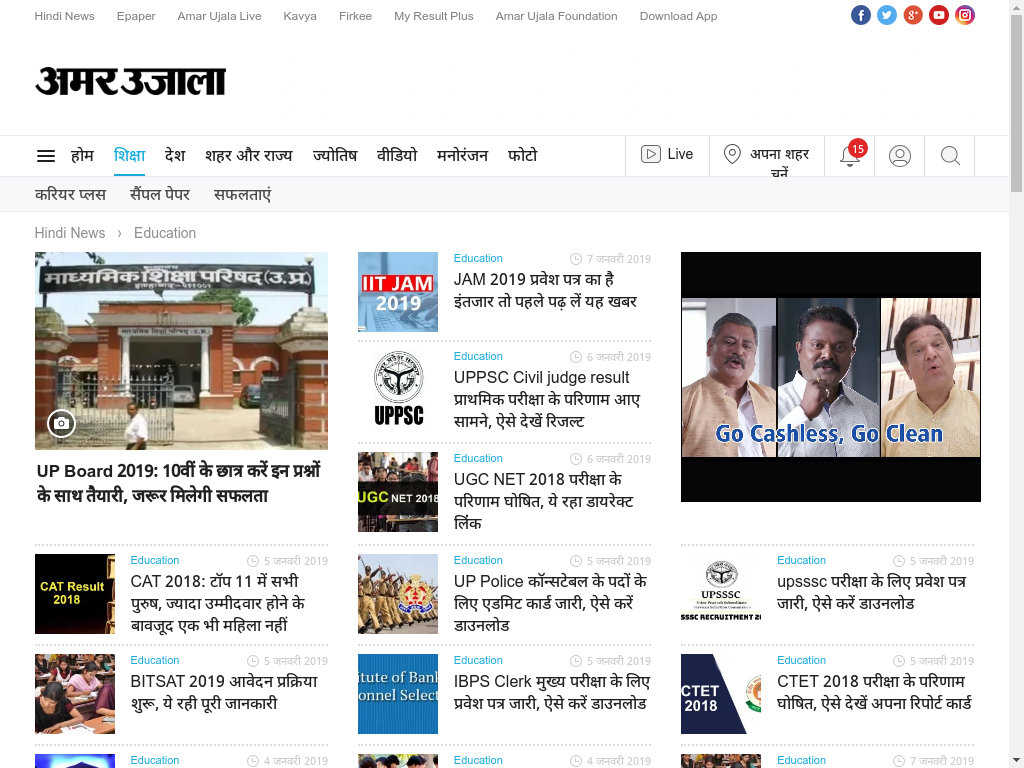 Hindi News Epaper Amar Ujala Live Kavya Firkee My Result Plus Amar Ujala Foundation Download App
अमर उजाला
होम शिक्षा देश शहर और राज्य ज्योतिष वीडियो मनोरंजन फोटो Live अपना शहर चुनें 15
करियर प्लस सैंपल पेपर सफलताएं
Hindi News › Education
माध्यमिक शिक्षा परिषद (उ.प्र.)
UP Board 2019: 10वीं के छात्र करें इन प्रश्नों
के साथ तैयारी, जरूर मिलेगी सफलता
IIT JAM
2019
Education 7 जनवरी 2019
JAM 2019 प्रवेश पत्र का है
इंतजार तो पहले पढ़ लें यह खबर
UPPSC
Education 6 जनवरी 2019
UPPSC Civil judge result
प्राथमिक परीक्षा के परिणाम आए
सामने, ऐसे देखें रिजल्ट
UGC NET 2018
Education 6 जनवरी 2019
UGC NET 2018 परीक्षा के
परिणाम घोषित, ये रहा डायरेक्ट
लिंक
Go Cashless, Go Clean
CAT Result
2018
Education 5 जनवरी 2019
CAT 2018: टॉप 11 में सभी
पुरुष, ज्यादा उम्मीदवार होने के
बावजूद एक भी महिला नहीं
Education 5 जनवरी 2019
UP Police कॉन्सटेबल के पदों के
लिए एडमिट कार्ड जारी, ऐसे करें
डाउनलोड
UPSSSC
SSSC RECRUITMENT 20
Education 5 जनवरी 2019
upsssc परीक्षा के लिए प्रवेश पत्र
जारी, ऐसे करें डाउनलोड
Education 5 जनवरी 2019
BITSAT 2019 आवेदन प्रक्रिया
शुरू, ये रही पूरी जानकारी
itute of Bank
onnel Select
Education 5 जनवरी 2019
IBPS Clerk मुख्य परीक्षा के लिए
प्रवेश पत्र जारी, ऐसे करें डाउनलोड
CTET
2018
Education 5 जनवरी 2019
CTET 2018 परीक्षा के परिणाम
घोषित, ऐसे देखें अपना रिपोर्ट कार्ड
Education 4 जनवरी 2019
Education 4 जनवरी 2019
Education 7 जनवरी 2019